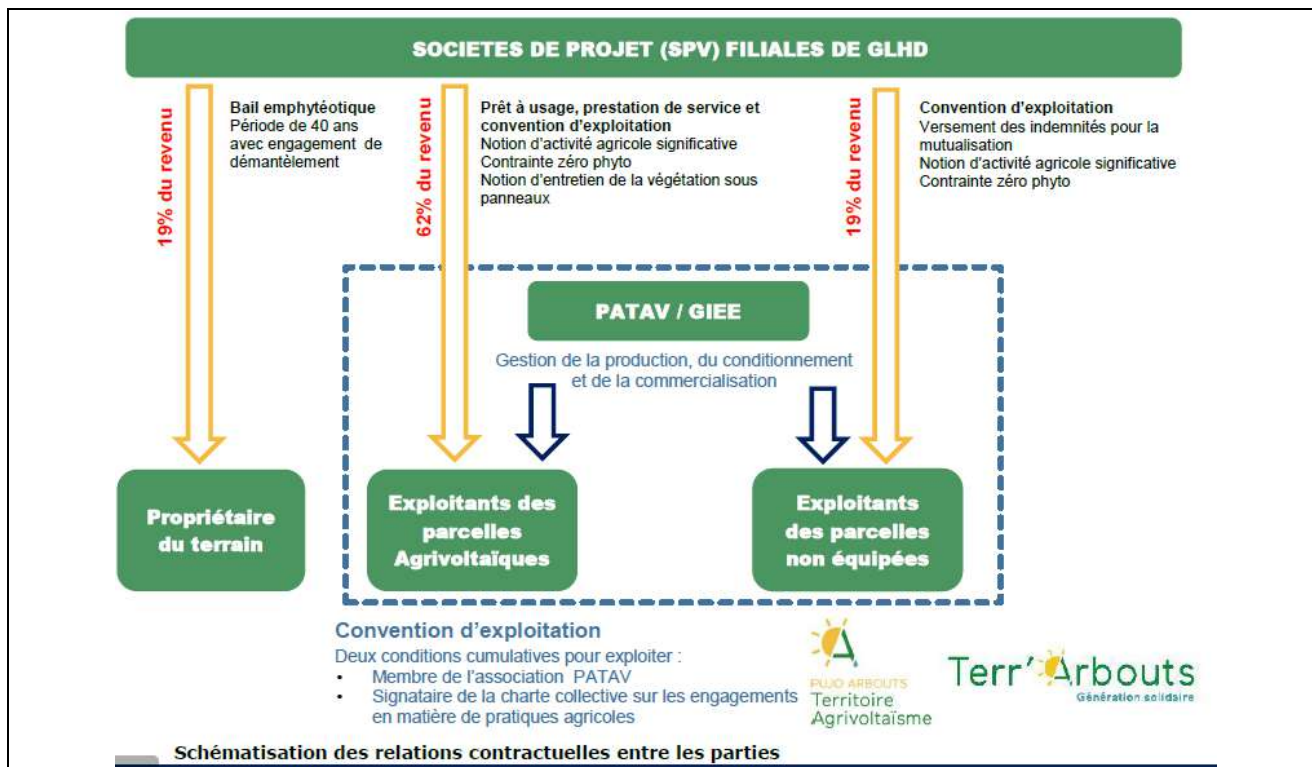 SOCIETES DE PROJET (SPV) FILIALES DE GLHD
19% du revenu
Bail emphytéotique
Période de 40 ans
avec engagement de
démantèlement
62% du revenu
Prêt à usage, prestation de service et
convention d'exploitation
Notion d'activité agricole significative
Contrainte zéro phyto
Notion d'entretien de la végétation sous
panneaux
19% du revenu
Convention d'exploitation
Versement des indemnités pour la
mutualisation
Notion d'activité agricole significative
Contrainte zéro phyto
PATAV / GIEE
Gestion de la production, du conditionnement
et de la commercialisation
Propriétaire
du terrain
Exploitants des
parcelles
Agrivoltaïques
Exploitants
des parcelles
non équipées
Convention d'exploitation
Deux conditions cumulatives pour exploiter :
• Membre de l'association PATAV
• Signataire de la charte collective sur les engagements
en matière de pratiques agricoles
PUJO ARBOUTS
Territoire
Agrivoltaïsme
Terr'Arbouts
Génération solidaire
Schématisation des relations contractuelles entre les parties